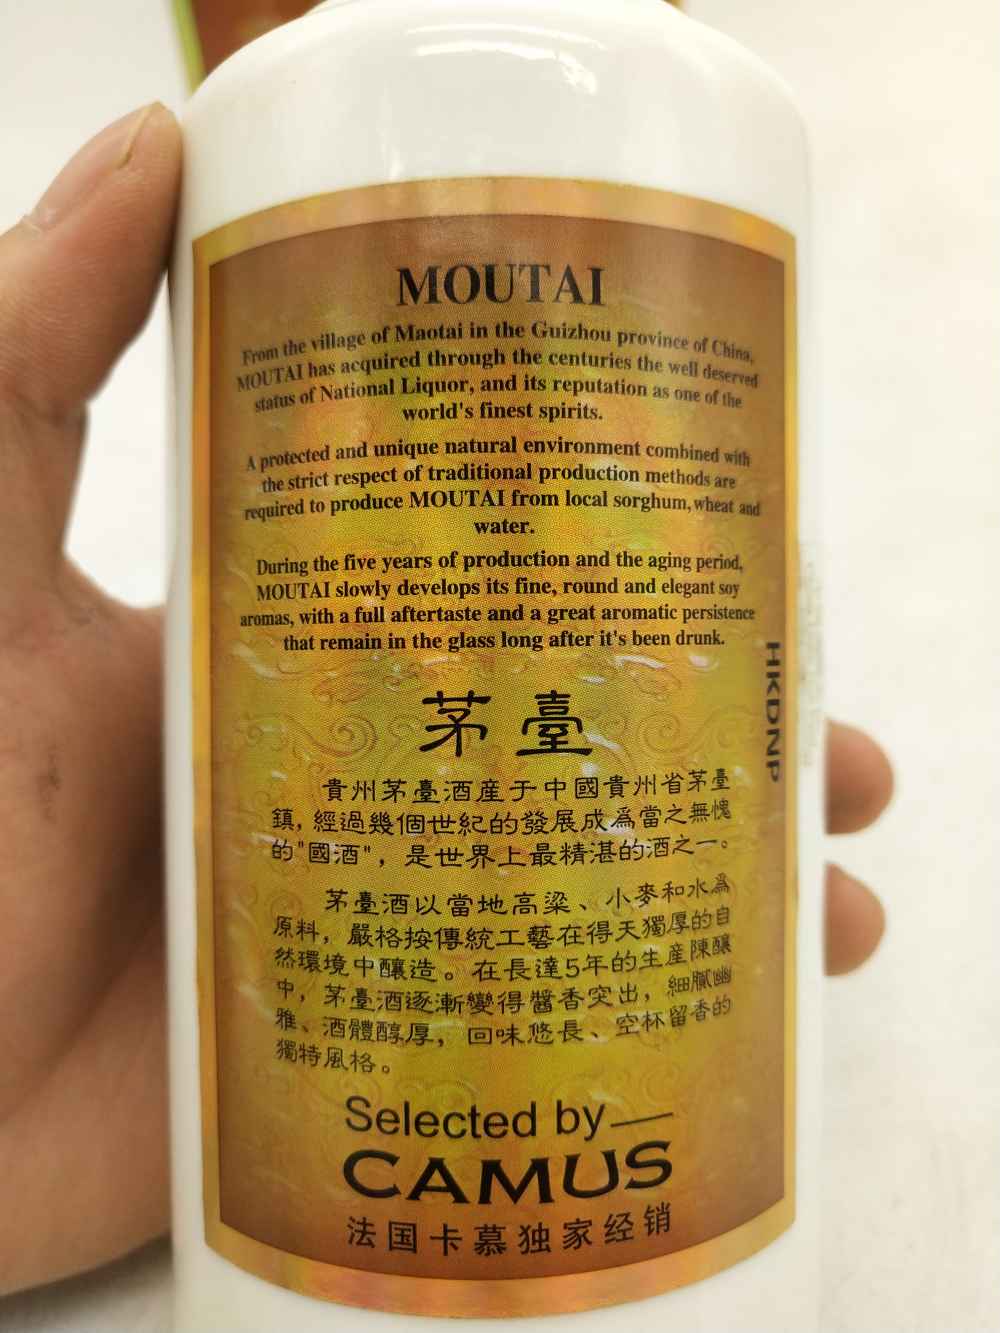 MOUTAI
From the village of Maotai in the Guizhou province of China,
MOUTAI has acquired through the centuries the well deserved
status of National Liquor, and its reputation as one of the
world's finest spirits.
A protected and unique natural environment combined with
the strict respect of traditional production methods are
required to produce MOUTAI from local sorghum, wheat and
water.
During the five years of production and the aging period,
MOUTAI slowly develops its fine, round and elegant soy
aromas, with a full aftertaste and a great aromatic persistence
that remain in the glass long after it's been drunk.
茅臺
貴州茅臺酒産于中國貴州省茅臺
鎮，經過幾個世紀的發展成爲當之無愧
的"國酒"，是世界上最精湛的酒之一。
茅臺酒以當地高粱、小麥和水爲
原料，嚴格按傳統工藝在得天獨厚的自
然環境中釀造。在長達5年的生產陳釀
中，茅臺酒逐漸變得醬香突出，細膩幽
雅、酒體醇厚，回味悠長、空杯留香的
獨特風格。
Selected by—
CAMUS
法国卡慕独家经销
HKDNP